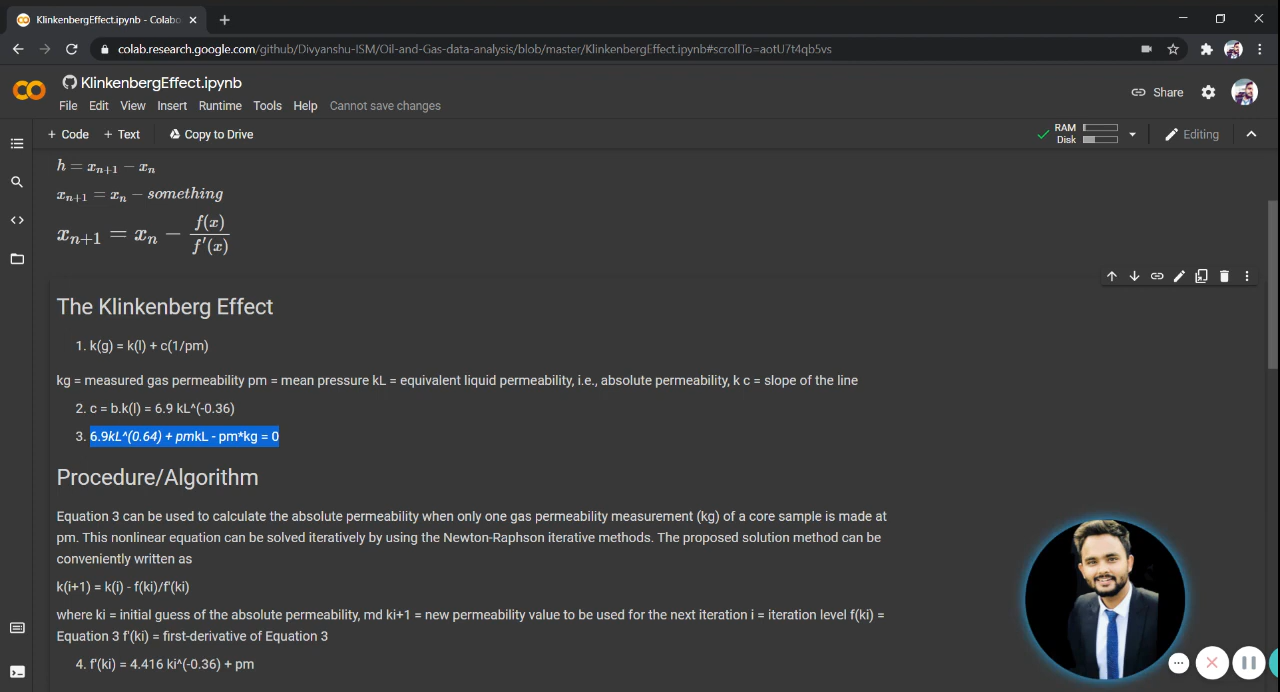 KlinkenbergEffect.ipynb - Colabo
colab.research.google.com/github/Divyanshu-ISM/Oil-and-Gas-data-analysis/blob/master/KlinkenbergEffect.ipynb#scrollTo=aotU7t4qb5vs
KlinkenbergEffect.ipynb
File Edit View Insert Runtime Tools Help Cannot save changes
Share
+ Code + Text Copy to Drive
RAM
Disk
Editing
h = x_{n+1} − x_n
x_{n+1} = x_n − something
x_{n+1} = x_n − f(x)/f′(x)
The Klinkenberg Effect
1. k(g) = k(l) + c(1/pm)
kg = measured gas permeability pm = mean pressure kL = equivalent liquid permeability, i.e., absolute permeability, k c = slope of the line
2. c = b.k(l) = 6.9 kL^(-0.36)
3. 6.9kL^(0.64) + pmkL - pm*kg = 0
Procedure/Algorithm
Equation 3 can be used to calculate the absolute permeability when only one gas permeability measurement (kg) of a core sample is made at
pm. This nonlinear equation can be solved iteratively by using the Newton-Raphson iterative methods. The proposed solution method can be
conveniently written as
k(i+1) = k(i) - f(ki)/f'(ki)
where ki = initial guess of the absolute permeability, md ki+1 = new permeability value to be used for the next iteration i = iteration level f(ki) =
Equation 3 f'(ki) = first-derivative of Equation 3
4. f'(ki) = 4.416 ki^(-0.36) + pm